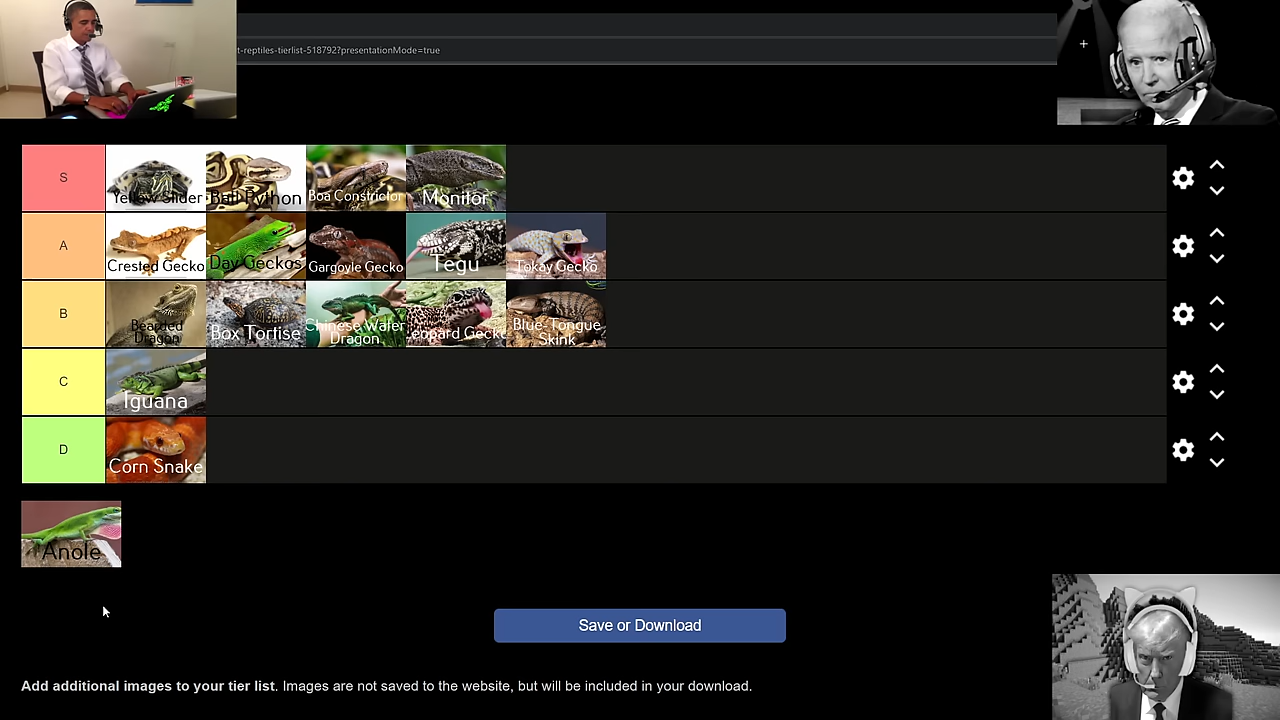 t-reptiles-tierlist-518792?presentationMode=true
S
Yellow Slider
Ball Python
Boa Constrictor
Monitor
A
Crested Gecko
Day Geckos
Gargoyle Gecko
Tegu
Tokay Gecko
B
Bearded
Dragon
Box Tortise
Chinese Water
Dragon
eopard Geck
Blue-Tongue
Skink
C
Iguana
D
Corn Snake
Anole
Save or Download
Add additional images to your tier list. Images are not saved to the website, but will be included in your download.